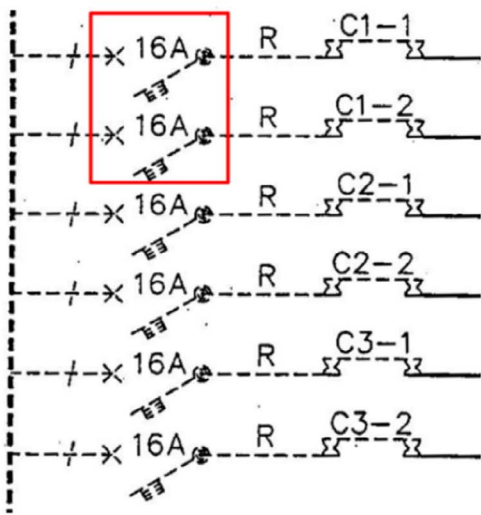 16A R C1-1
16A R C1-2
16A R C2-1
16A R C2-2
16A R C3-1
16A R C3-2